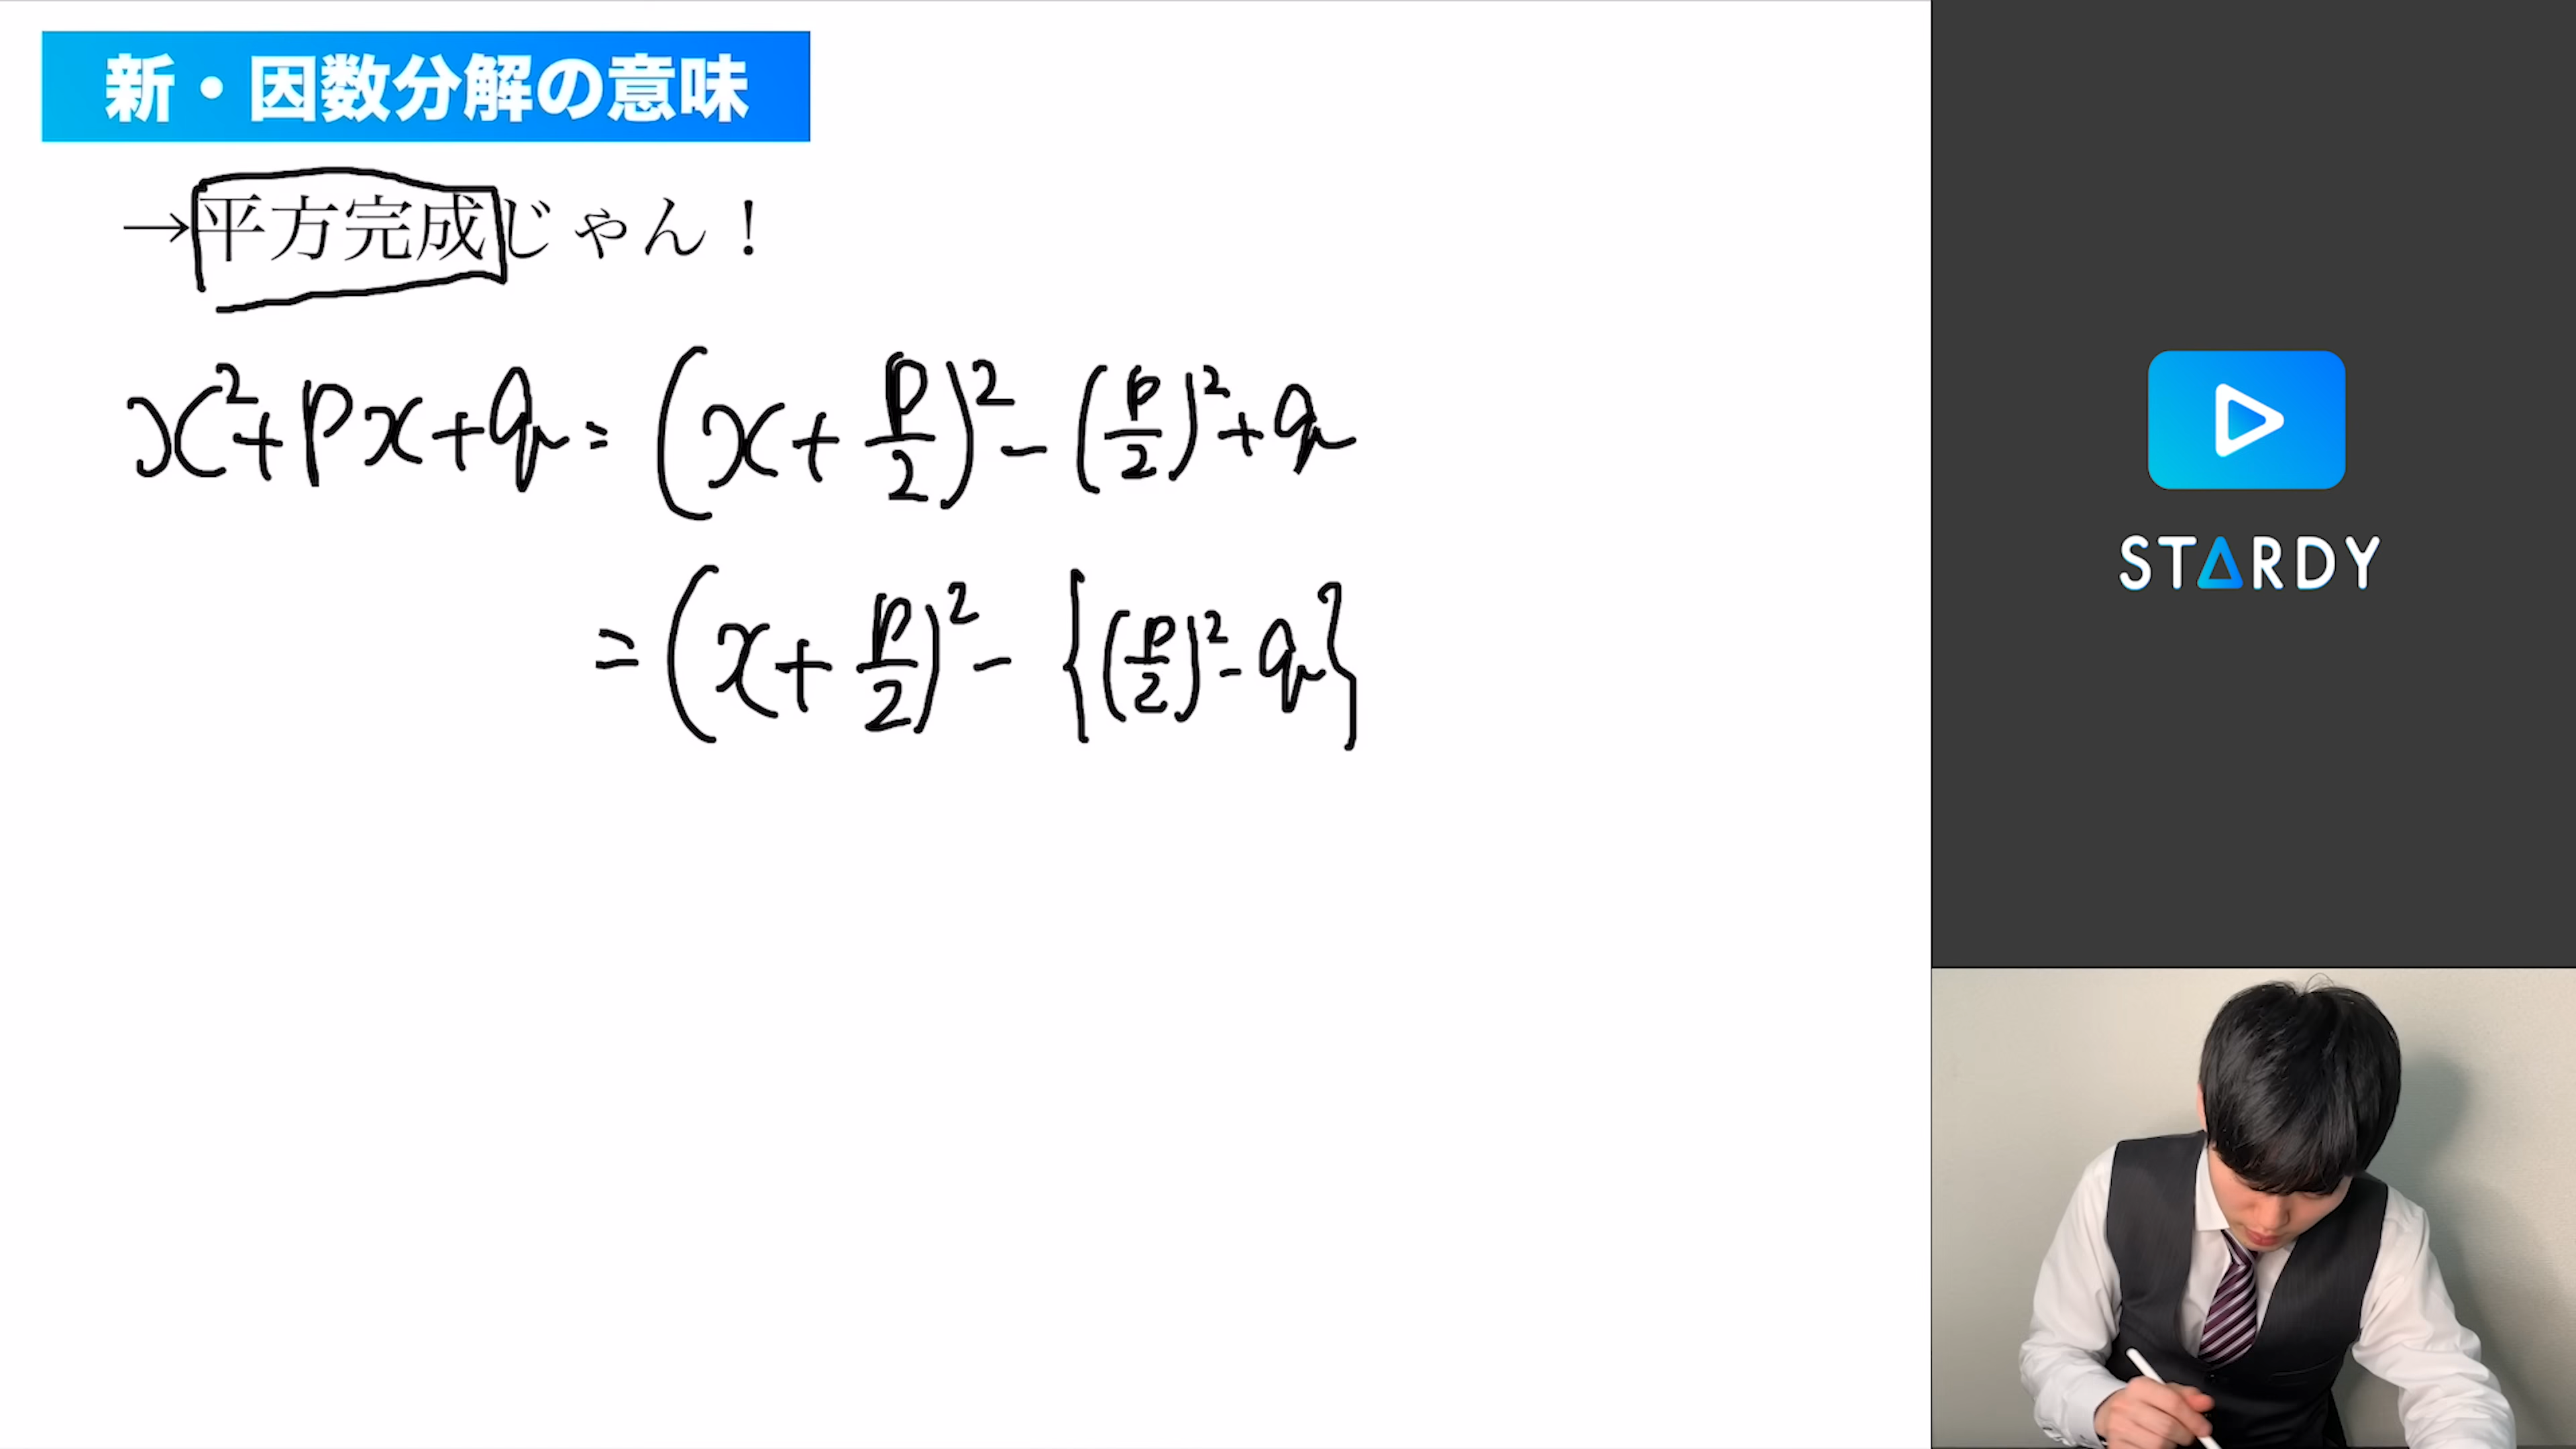 新・因数分解の意味
→平方完成じゃん！
x²+px+q=(x+p/2)²-(p/2)²+q
=(x+p/2)²-{(p/2)²-q}
STARDY